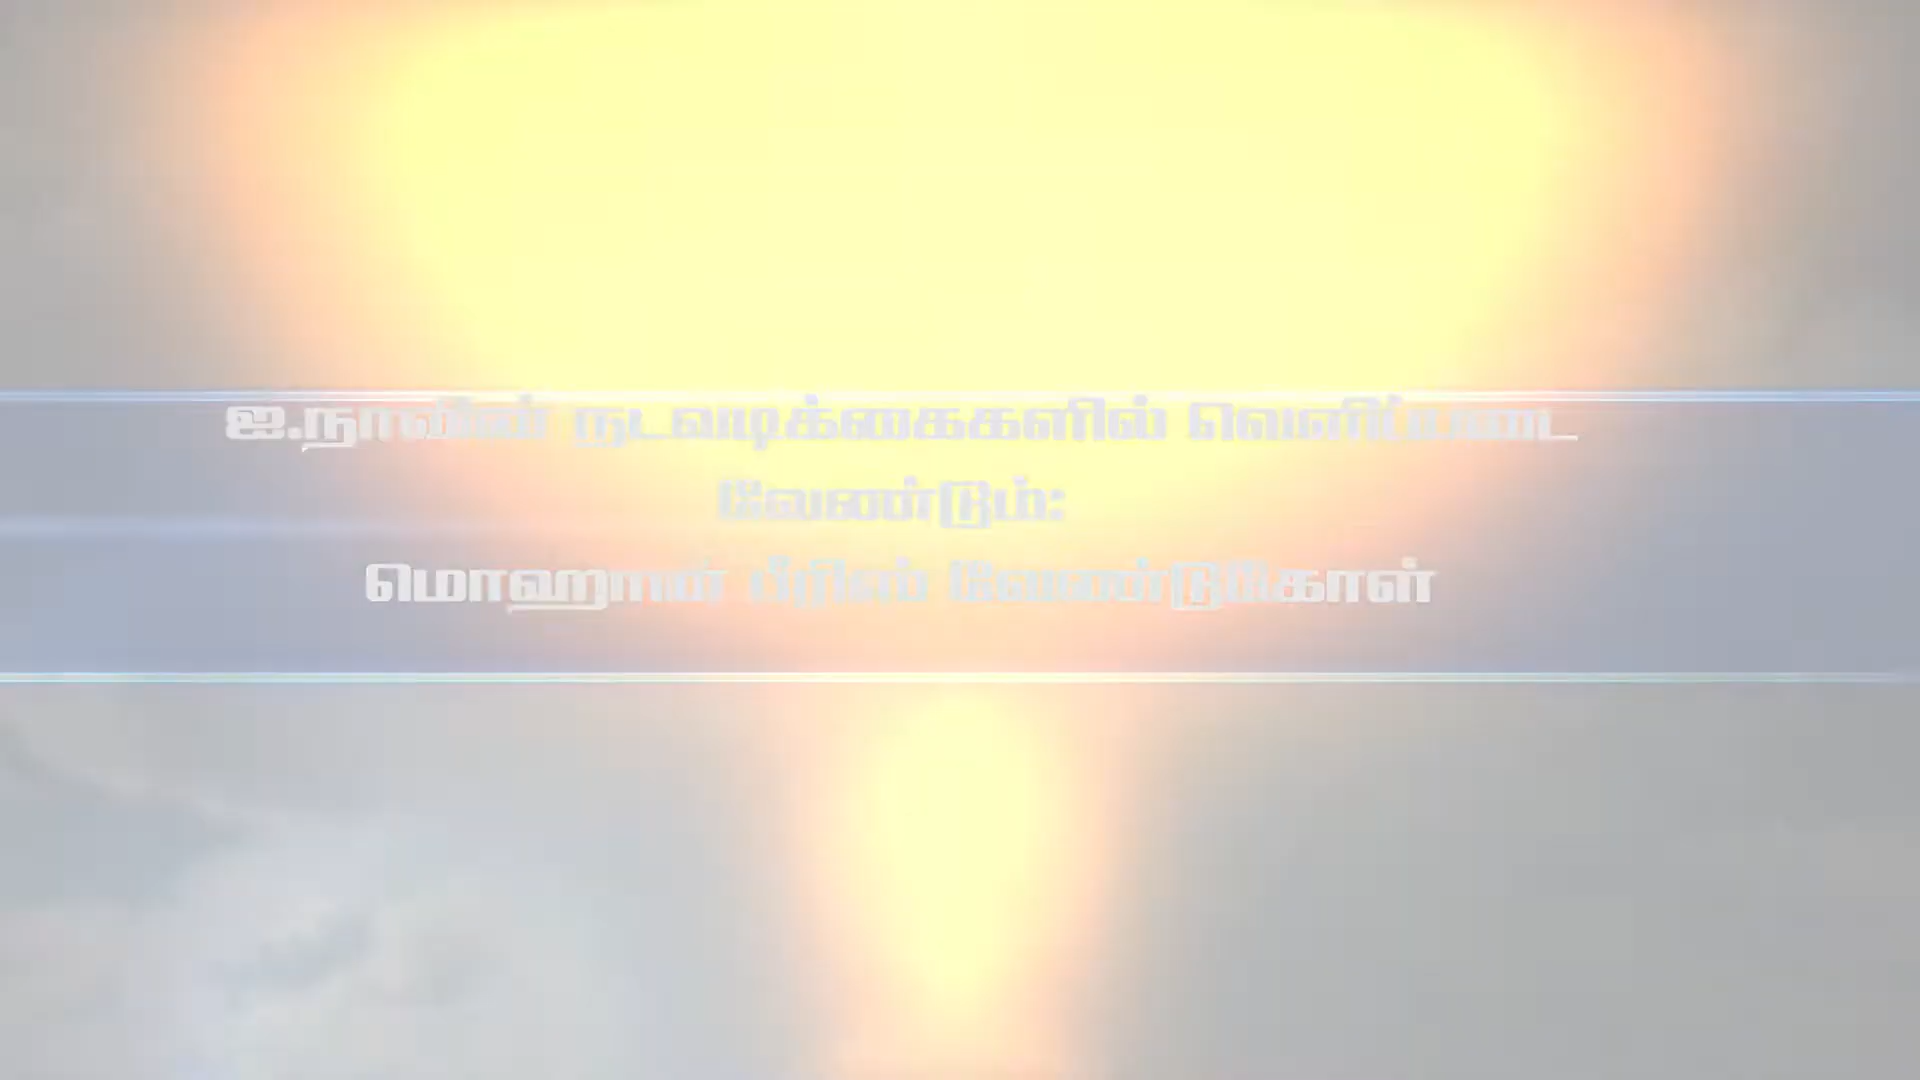 ஐ.நாவின் நடவடிக்கைகளில் வெளிப்படை
வேண்டும்:
மொஹான் பீரிஸ் வேண்டுகோள்